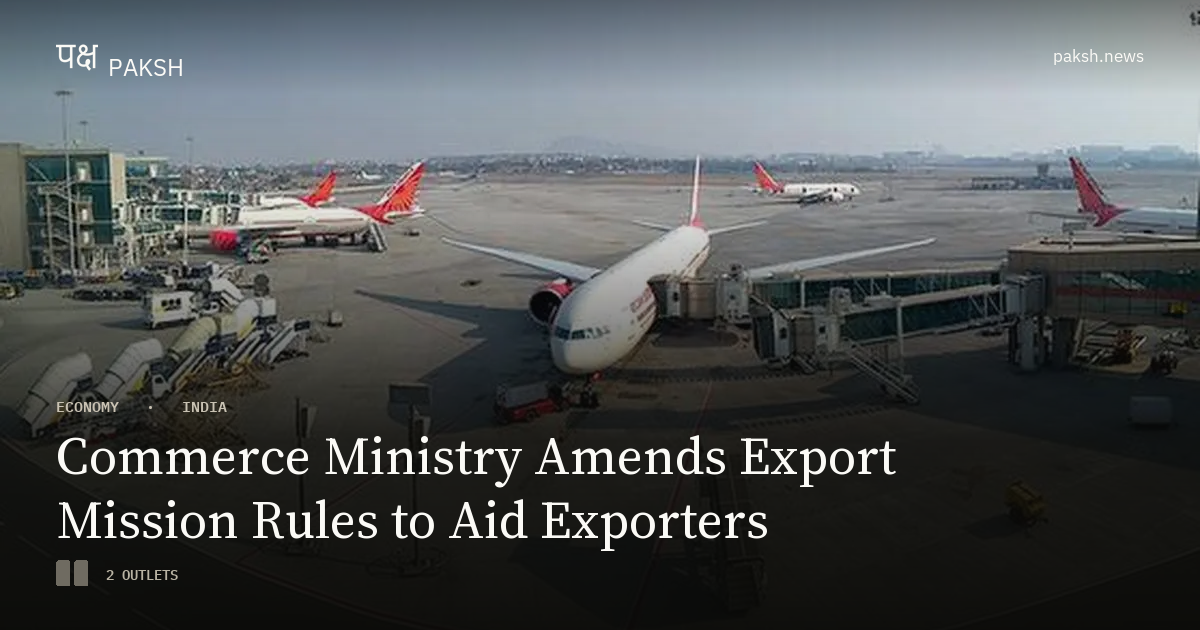 पक्ष PAKSH
paksh.news
ECONOMY · INDIA
Commerce Ministry Amends Export
Mission Rules to Aid Exporters
2 OUTLETS